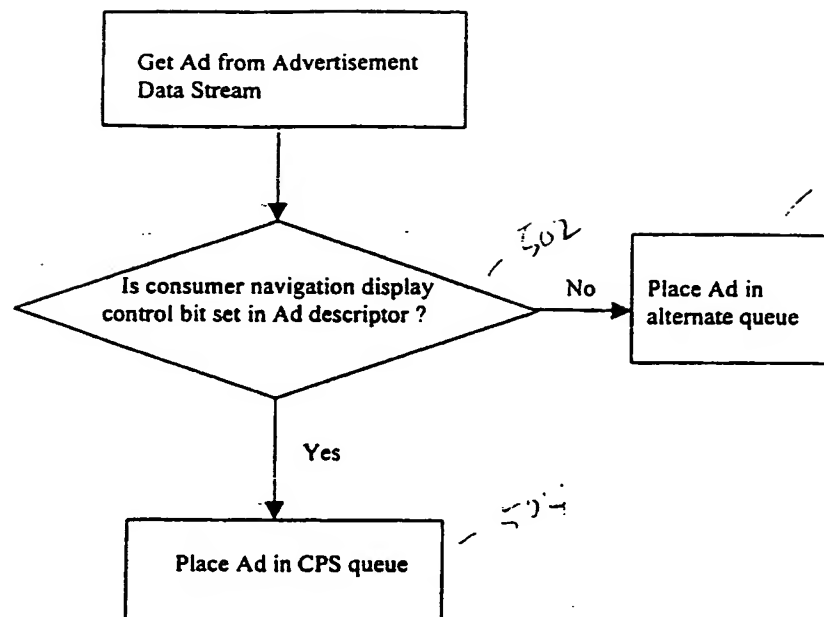 Get Ad from Advertisement
Data Stream
502
Is consumer navigation display
control bit set in Ad descriptor ?
No
Place Ad in
alternate queue
Yes
Place Ad in CPS queue